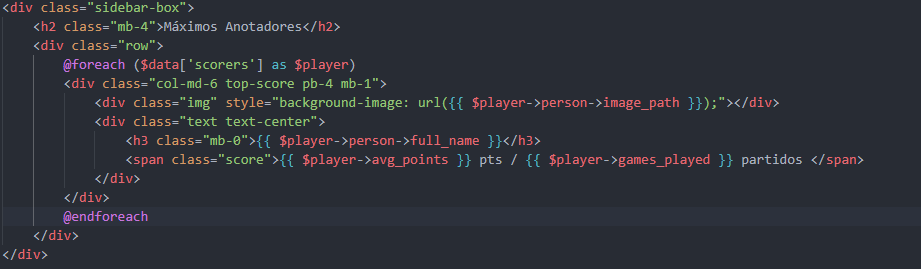 <div class="sidebar-box">
<h2 class="mb-4">Máximos Anotadores</h2>
<div class="row">
@foreach ($data['scorers'] as $player)
<div class="col-md-6 top-score pb-4 mb-1">
<div class="img" style="background-image: url({{ $player->person->image_path }});"></div>
<div class="text text-center">
<h3 class="mb-0">{{ $player->person->full_name }}</h3>
<span class="score">{{ $player->avg_points }} pts / {{ $player->games_played }} partidos </span>
</div>
</div>
@endforeach
</div>
</div>